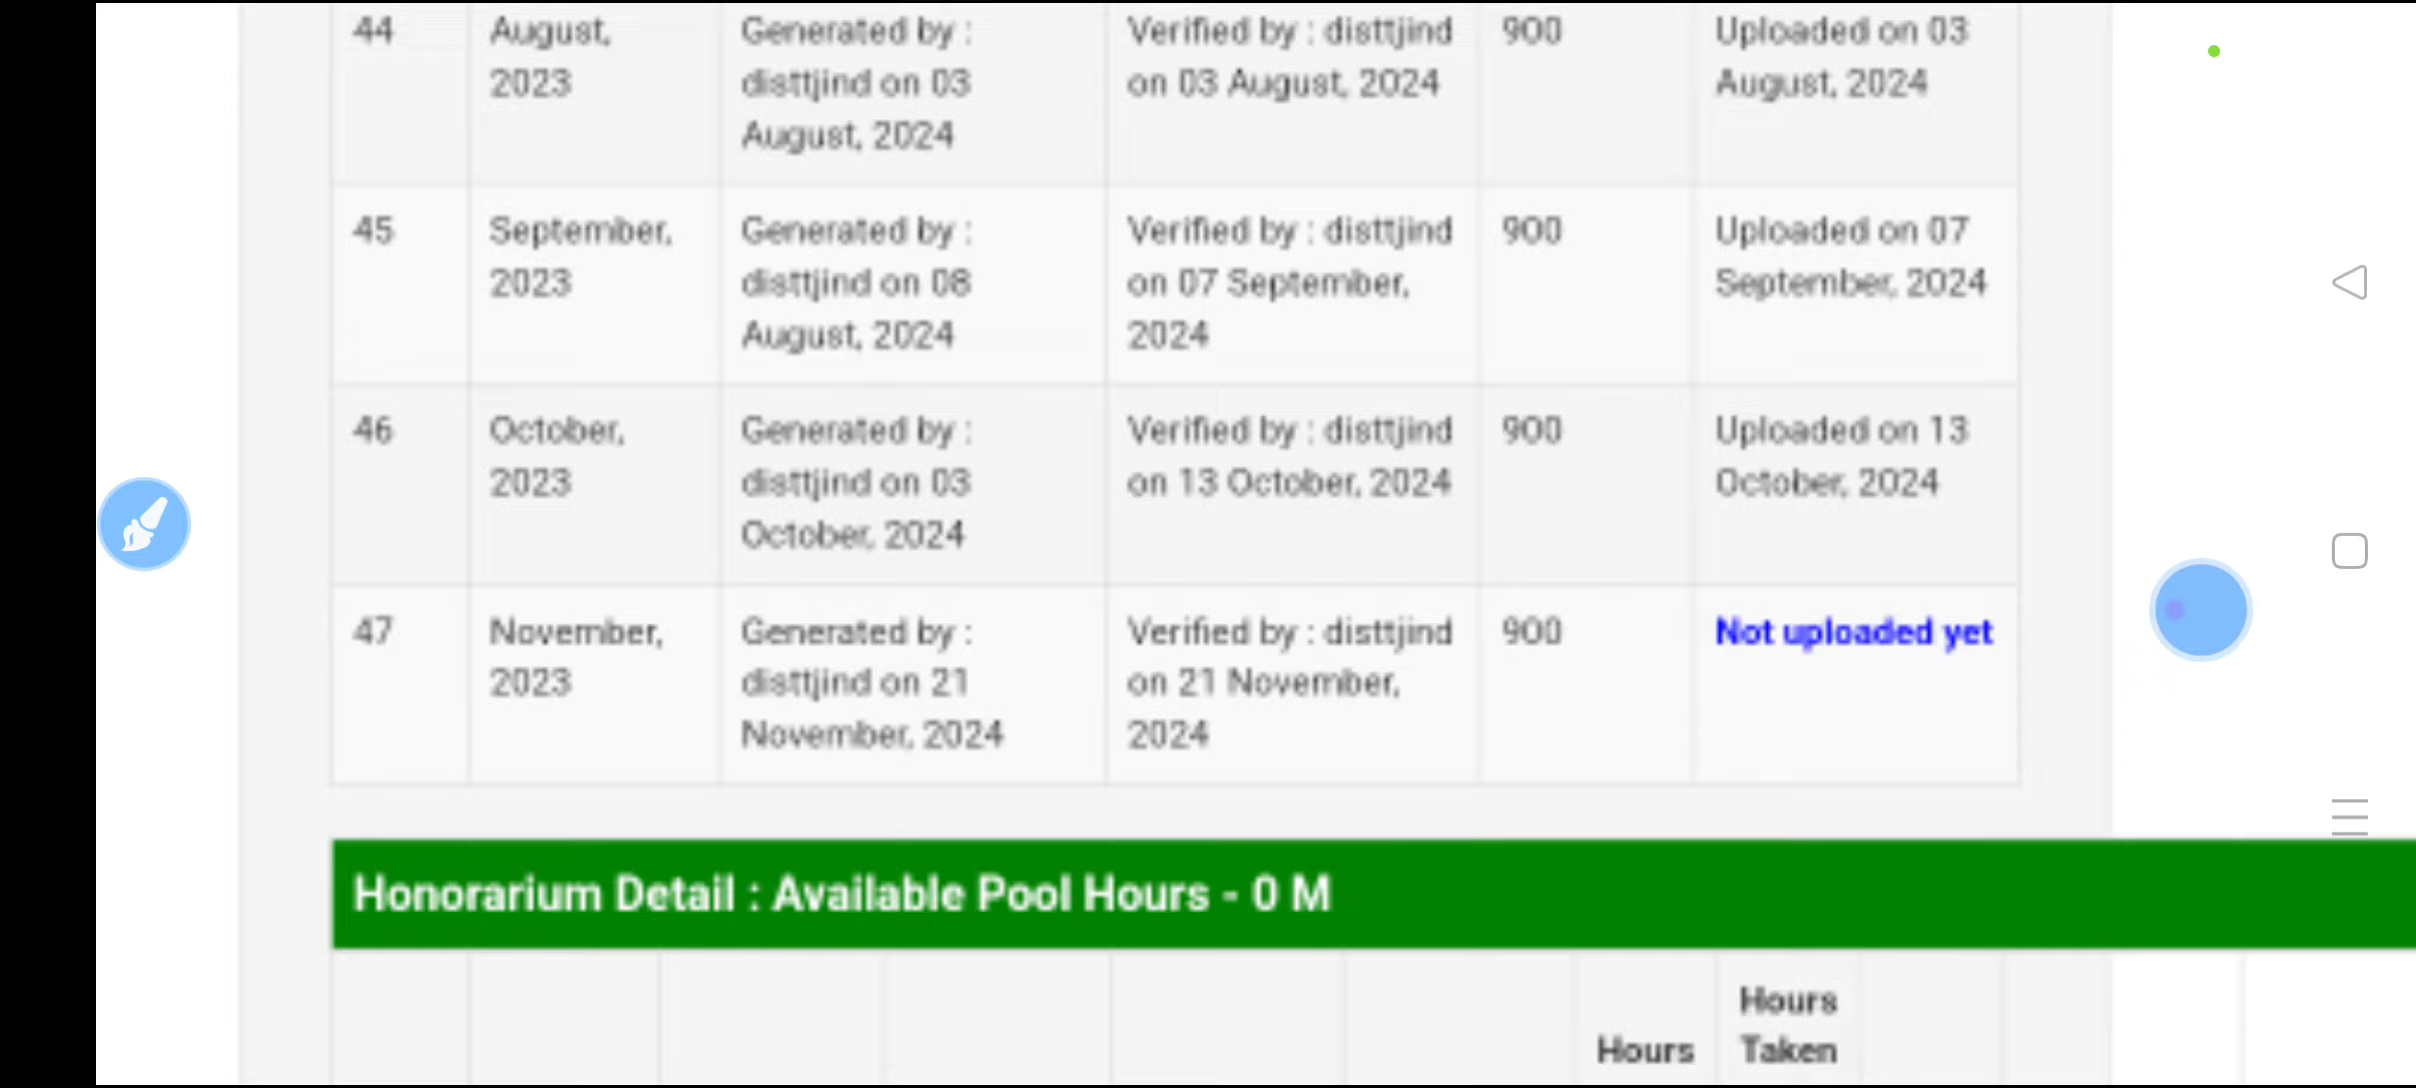 44 August, Generated by : Verified by : disttjind 900 Uploaded on 03
2023 disttjind on 03 on 03 August, 2024 August, 2024
August, 2024
45 September, Generated by : Verified by : disttjind 900 Uploaded on 07
2023 disttjind on 08 on 07 September, September, 2024
August, 2024 2024
46 October, Generated by : Verified by : disttjind 900 Uploaded on 13
2023 disttjind on 03 on 13 October, 2024 October, 2024
October, 2024
47 November, Generated by : Verified by : disttjind 900 Not uploaded yet
2023 disttjind on 21 on 21 November,
November, 2024 2024
Honorarium Detail : Available Pool Hours - 0 M
Hours
Hours Taken